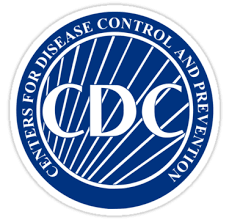 CENTERS FOR DISEASE CONTROL AND PREVENTION
CDC